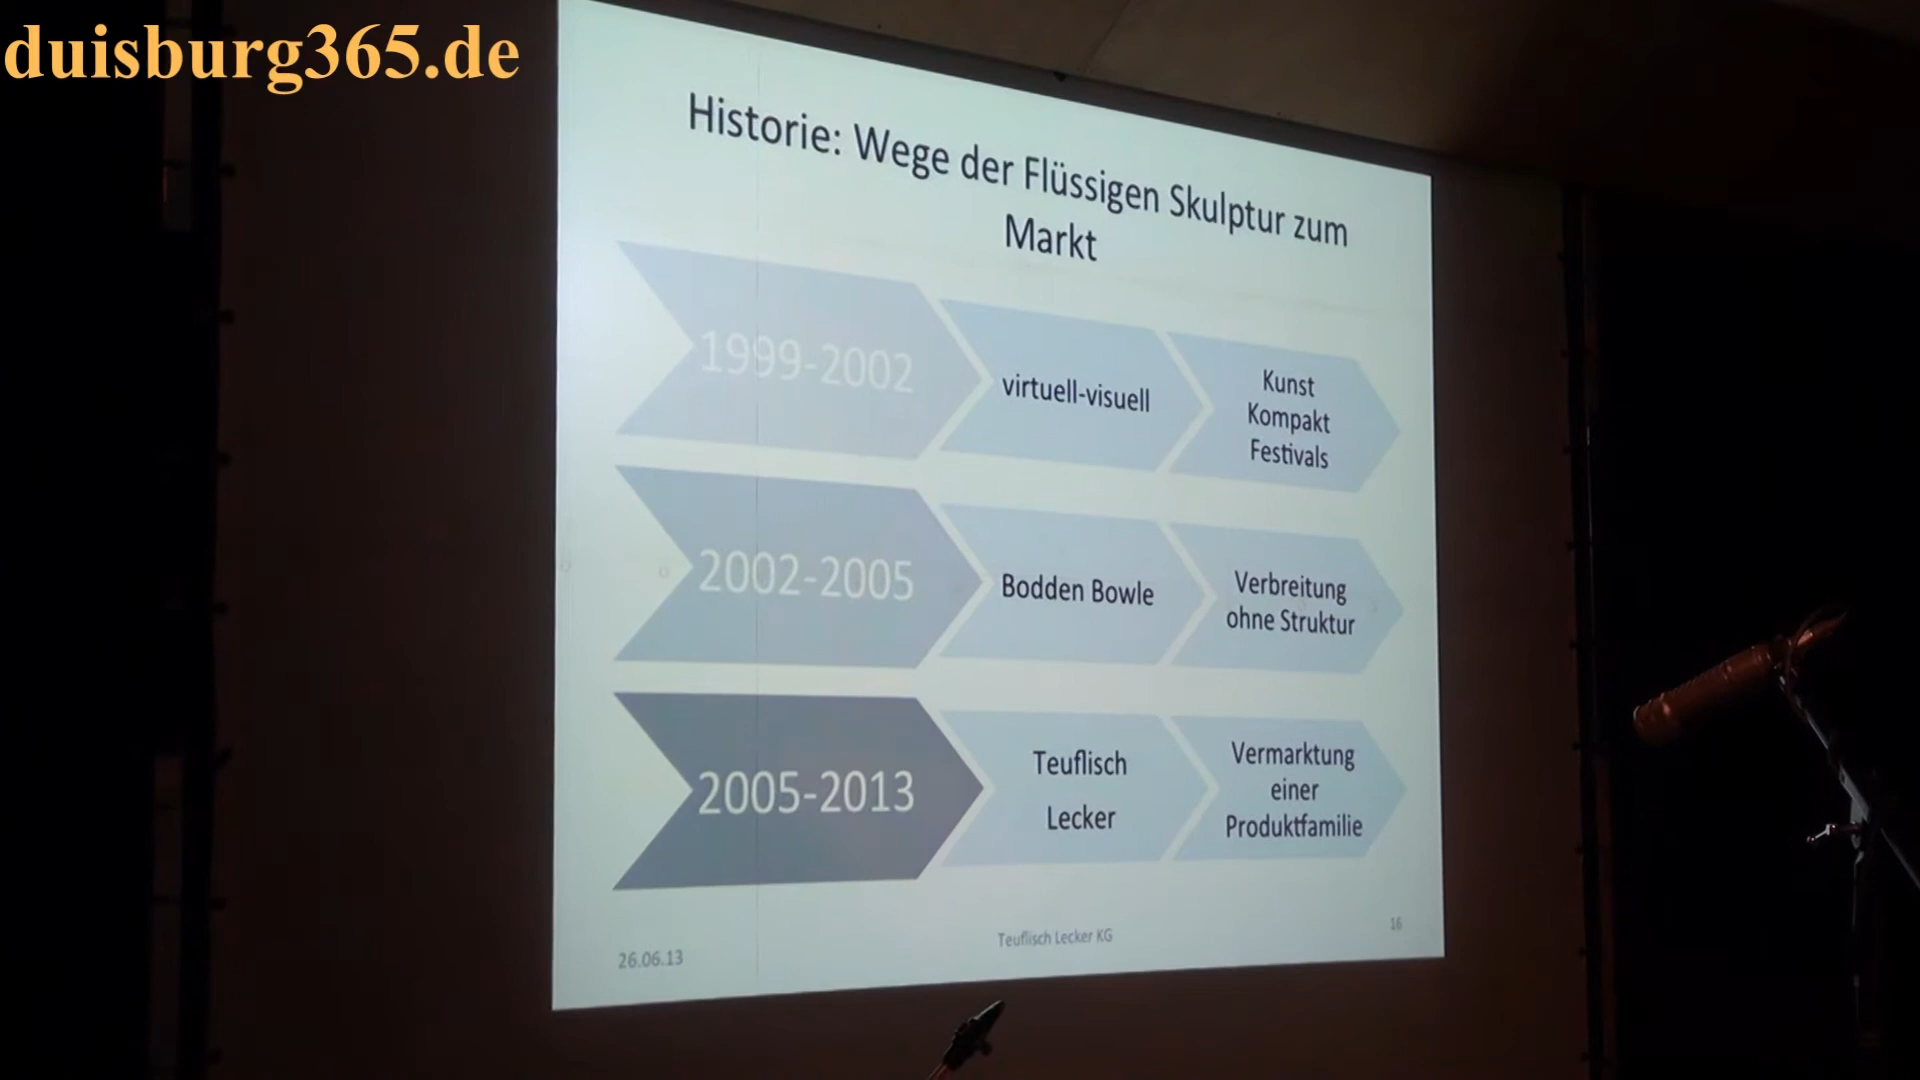 duisburg365.de
Historie: Wege der Flüssigen Skulptur zum
Markt
1999-2002
virtuell-visuell
Kunst
Kompakt
Festivals
2002-2005
Bodden Bowle
Verbreitung
ohne Struktur
2005-2013
Teuflisch
Lecker
Vermarktung
einer
Produktfamilie
26.06.13
Teuflisch Lecker KG
16